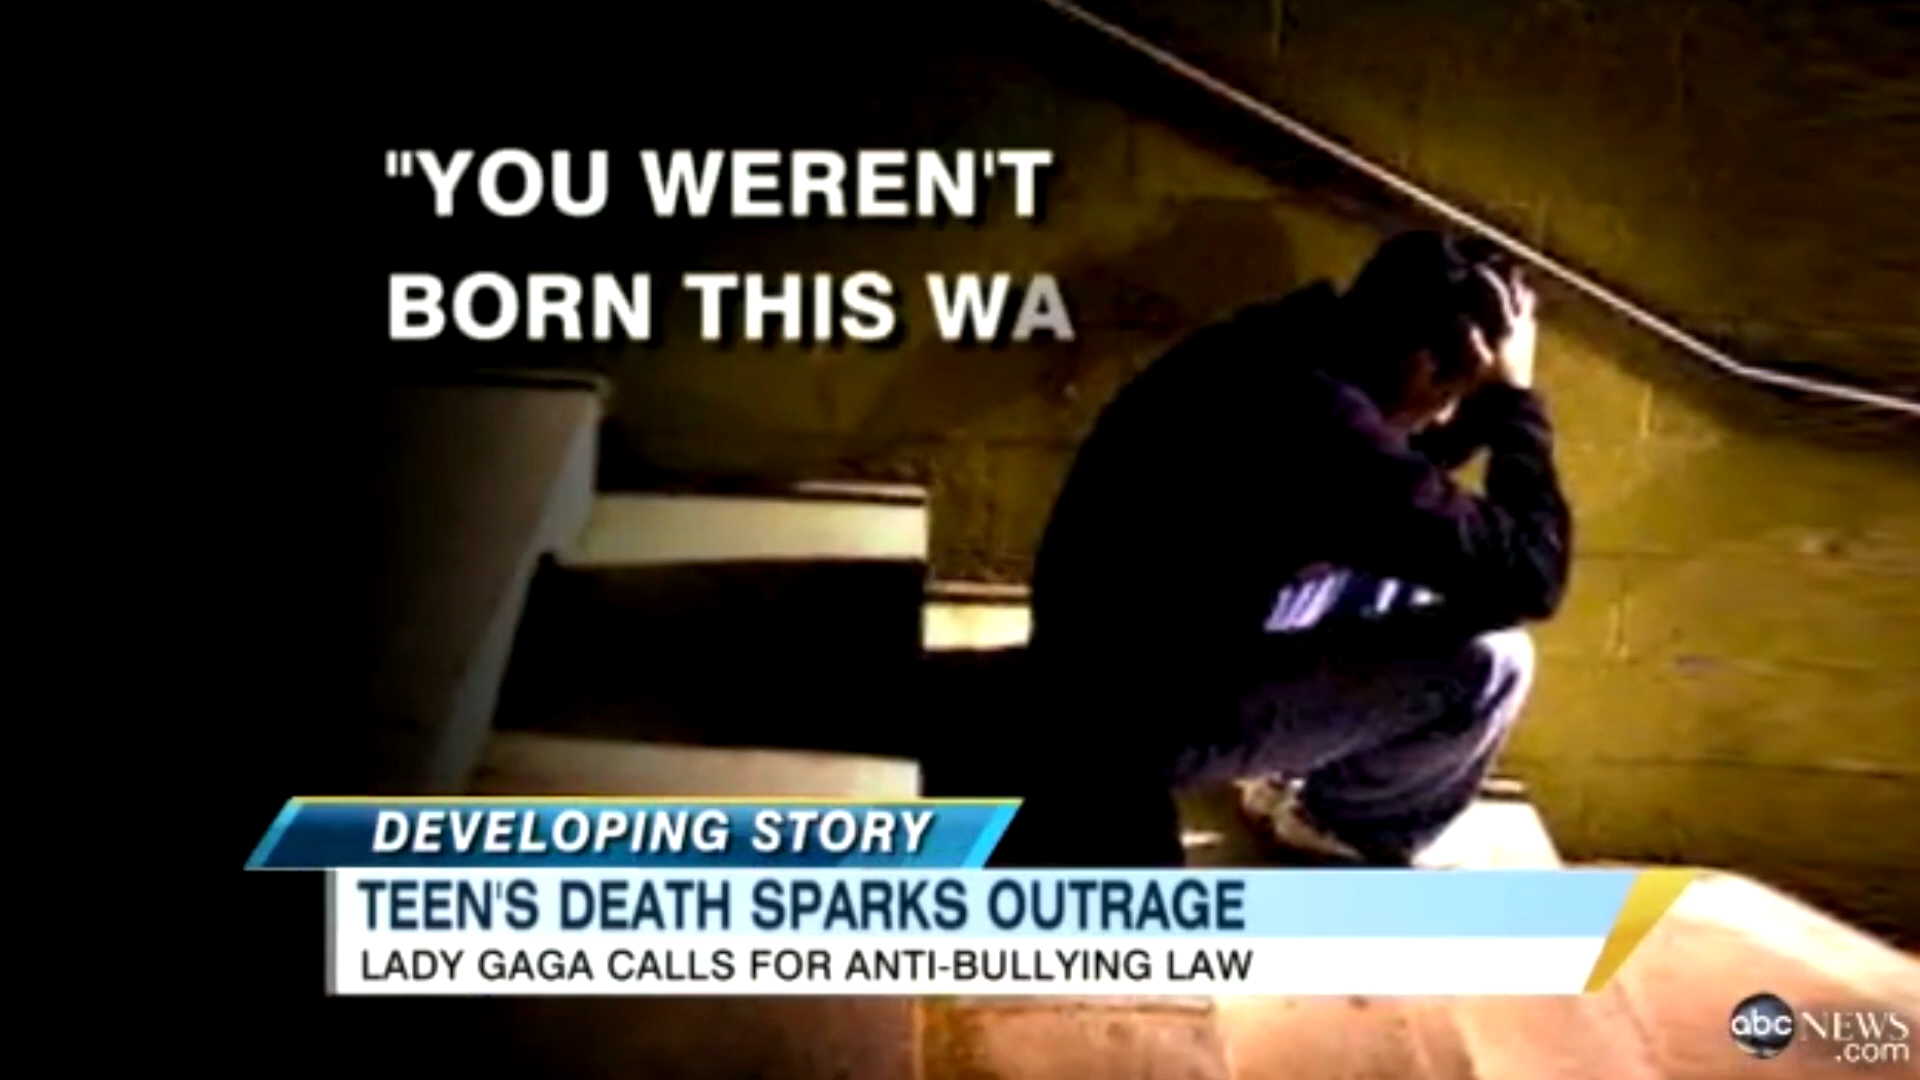 "YOU WEREN'T
BORN THIS WA
DEVELOPING STORY
TEEN'S DEATH SPARKS OUTRAGE
LADY GAGA CALLS FOR ANTI-BULLYING LAW
abc NEWS
.com